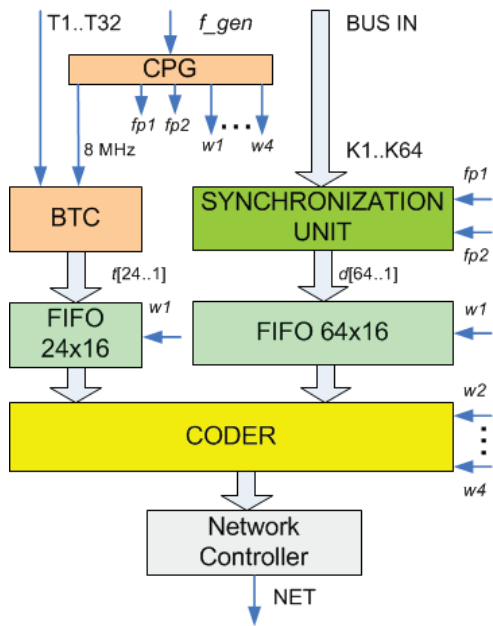 T1..T32
f_gen
BUS IN
CPG
fp1
fp2
w1
...
w4
8 MHz
K1..K64
BTC
SYNCHRONIZATION
UNIT
fp1
fp2
t[24..1]
d[64..1]
FIFO
24x16
w1
FIFO 64x16
w1
CODER
w2
...
w4
Network
Controller
NET